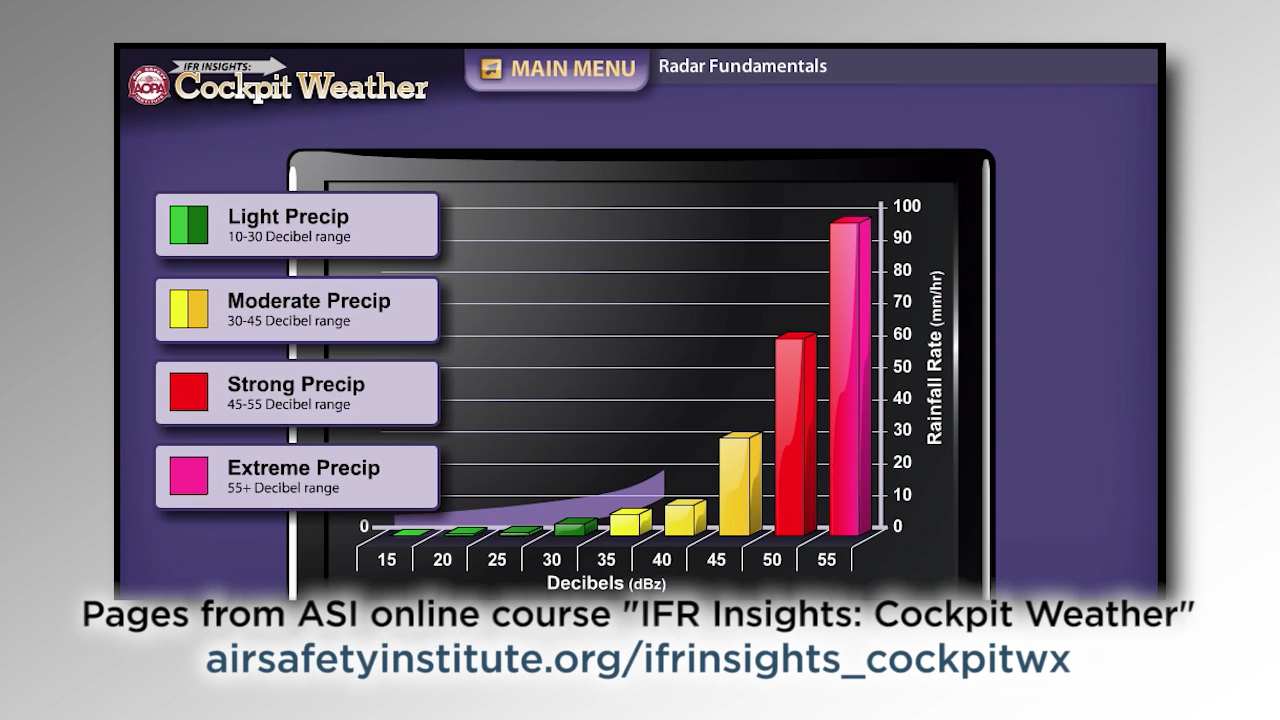 IFR INSIGHTS:
AIR SAFETY
AOPA
INSTITUTE
Cockpit Weather
MAIN MENU
Radar Fundamentals
Light Precip
10-30 Decibel range
Moderate Precip
30-45 Decibel range
Strong Precip
45-55 Decibel range
Extreme Precip
55+ Decibel range
100
90
80
70
60
50
40
30
20
10
0
Rainfall Rate (mm/hr)
0
15 20 25 30 35 40 45 50 55
Decibels (dBz)
Pages from ASI online course "IFR Insights: Cockpit Weather"
airsafetyinstitute.org/ifrinsights_cockpitwx